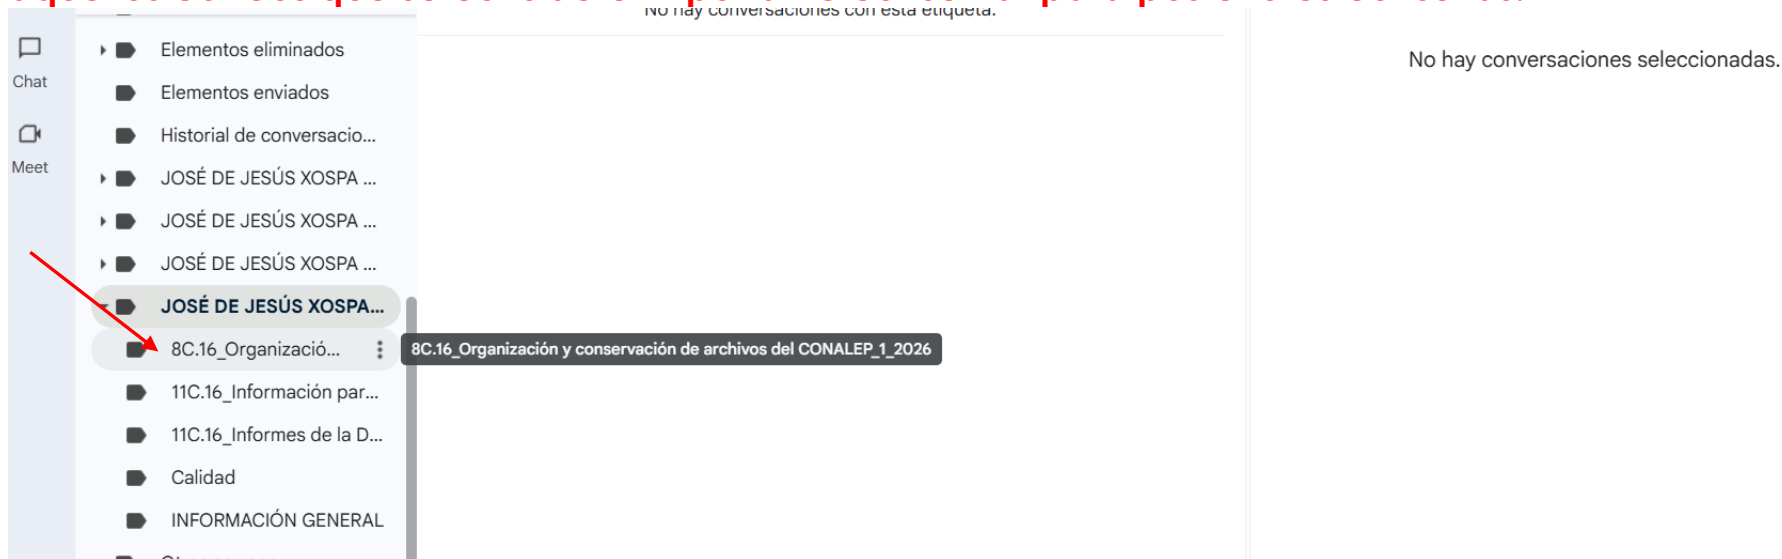 No hay conversaciones con esta etiqueta.
Chat
Meet
Elementos eliminados
Elementos enviados
Historial de conversacio...
JOSÉ DE JESÚS XOSPA ...
JOSÉ DE JESÚS XOSPA ...
JOSÉ DE JESÚS XOSPA ...
JOSÉ DE JESÚS XOSPA...
8C.16_Organizació...
8C.16_Organización y conservación de archivos del CONALEP_1_2026
11C.16_Información par...
11C.16_Informes de la D...
Calidad
INFORMACIÓN GENERAL
No hay conversaciones seleccionadas.